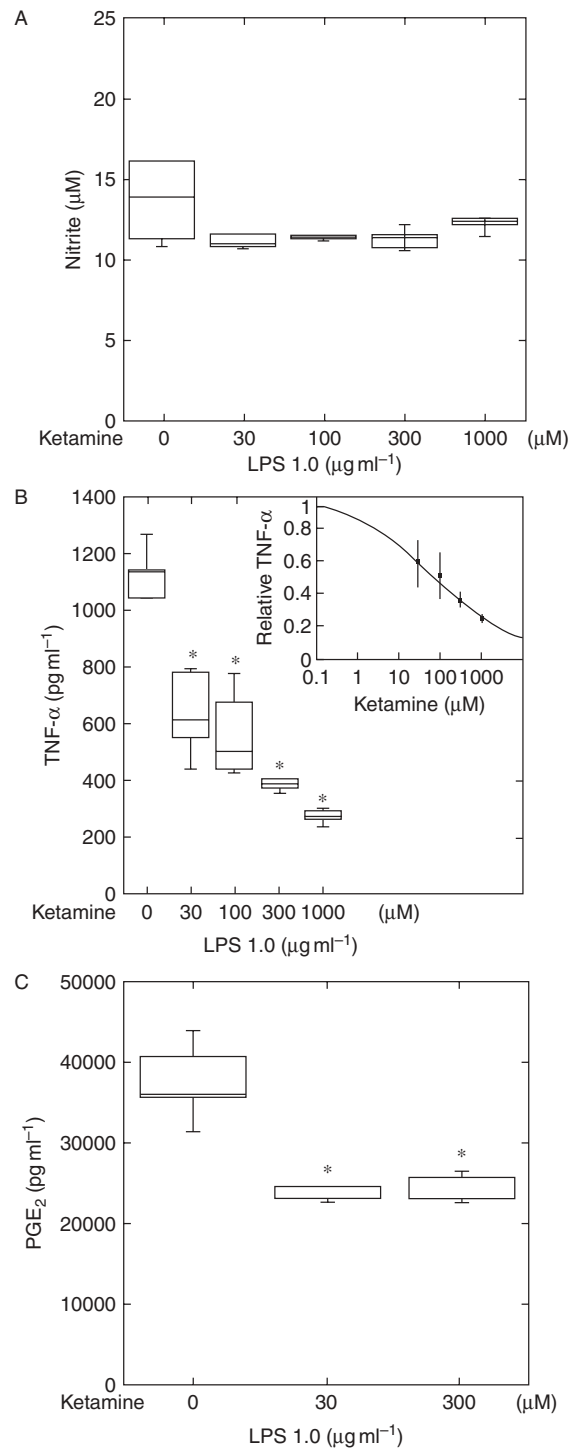 A
25
20
15
10
5
0
Nitrite (μM)
Ketamine 0 30 100 300 1000 (μM)
LPS 1.0 (μg ml⁻¹)
B
1400
1200
1000
800
600
400
200
0
TNF-α (pg ml⁻¹)
* * * *
Ketamine 0 30 100 300 1000 (μM)
LPS 1.0 (μg ml⁻¹)
1
0.8
0.6
0.4
0.2
Relative TNF-α
0.1 1 10 100 1000
Ketamine (μM)
C
50000
40000
30000
20000
10000
0
PGE₂ (pg ml⁻¹)
* *
Ketamine 0 30 300 (μM)
LPS 1.0 (μg ml⁻¹)